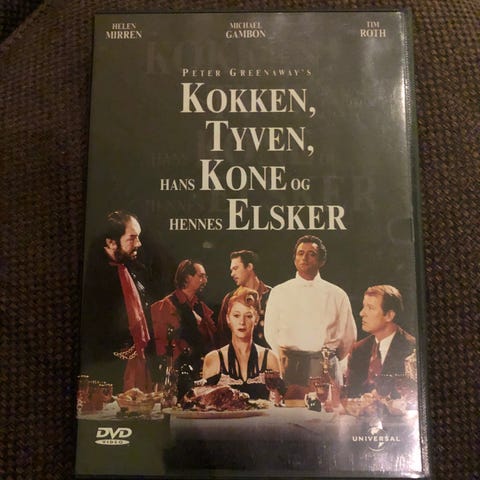 HELEN MIRREN
MICHAEL GAMBON
TIM ROTH
PETER GREENAWAY'S
KOKKEN,
TYVEN,
HANS KONE OG
HENNES ELSKER
DVD
VIDEO
UNIVERSAL